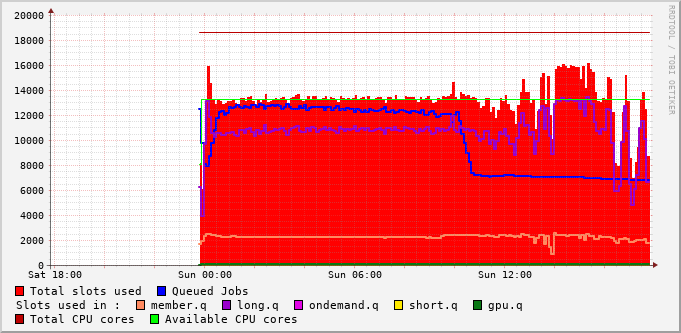 20000
18000
16000
14000
12000
10000
8000
6000
4000
2000
0
Sat 18:00 Sun 00:00 Sun 06:00 Sun 12:00
Total slots used Queued Jobs
Slots used in : member.q long.q ondemand.q short.q gpu.q
Total CPU cores Available CPU cores
RRDTOOL / TOBI OETIKER